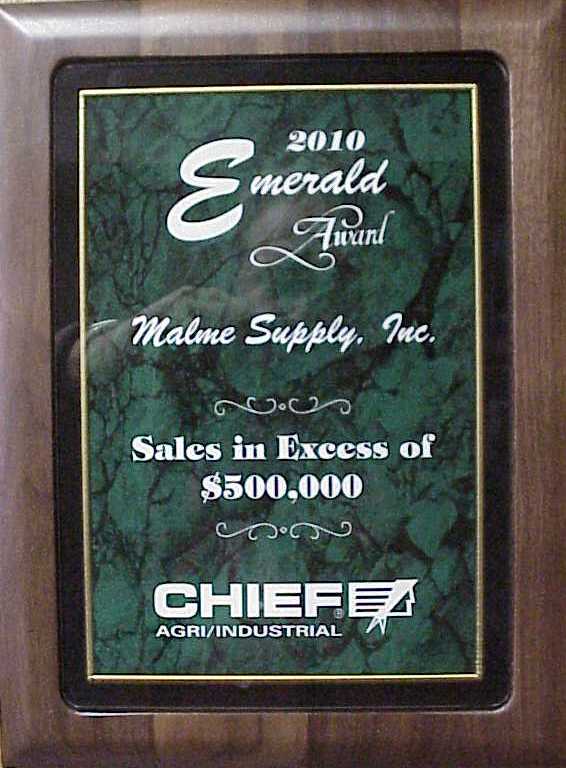 2010
Emerald
Award
Malme Supply, Inc.
Sales in Excess of
$500,000
CHIEF®
AGRI/INDUSTRIAL